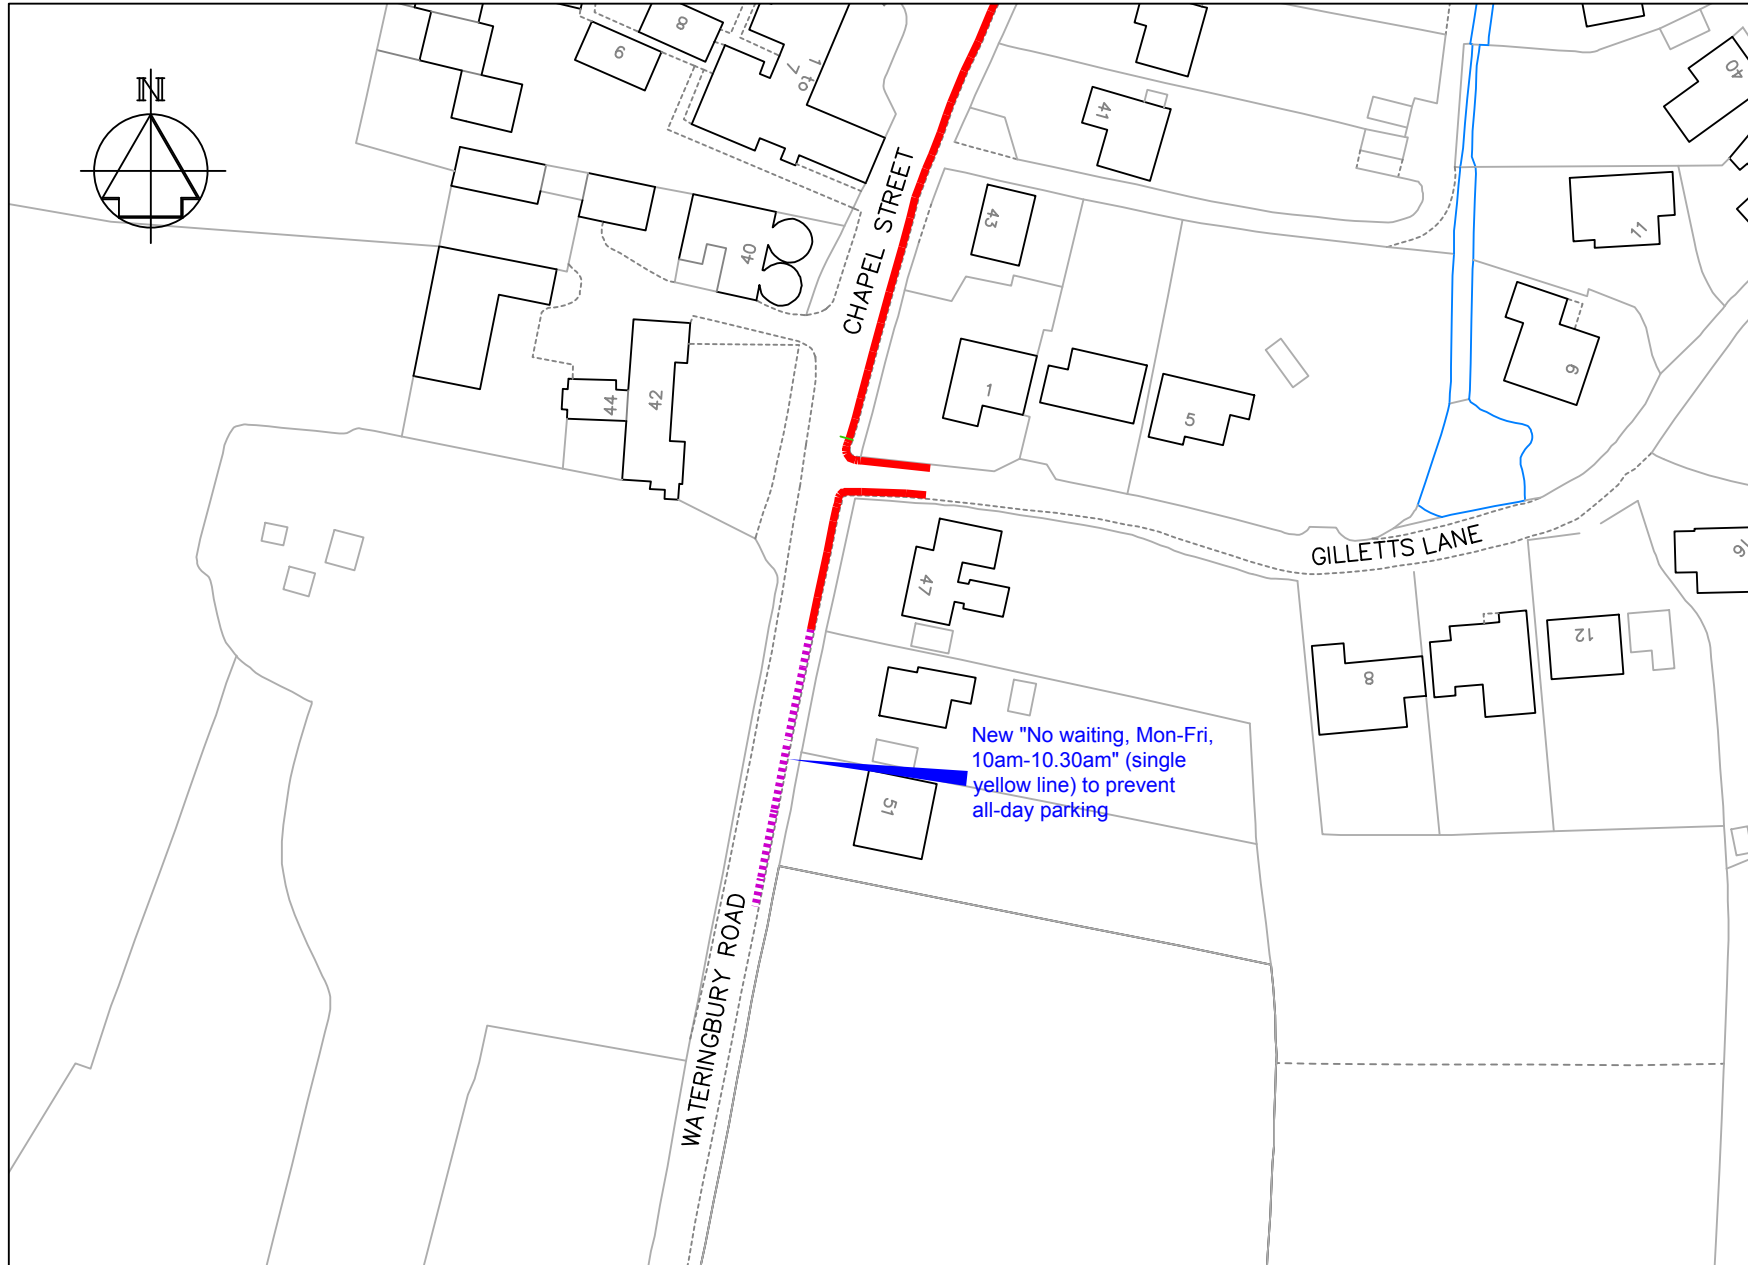 N
8
9
1 to
7
40
41
43
11
40
CHAPEL STREET
1
5
6
44
42
GILLETTS LANE
47
16
12
8
New "No waiting, Mon-Fri,
10am-10.30am" (single
yellow line) to prevent
all-day parking
51
WATERINGBURY ROAD